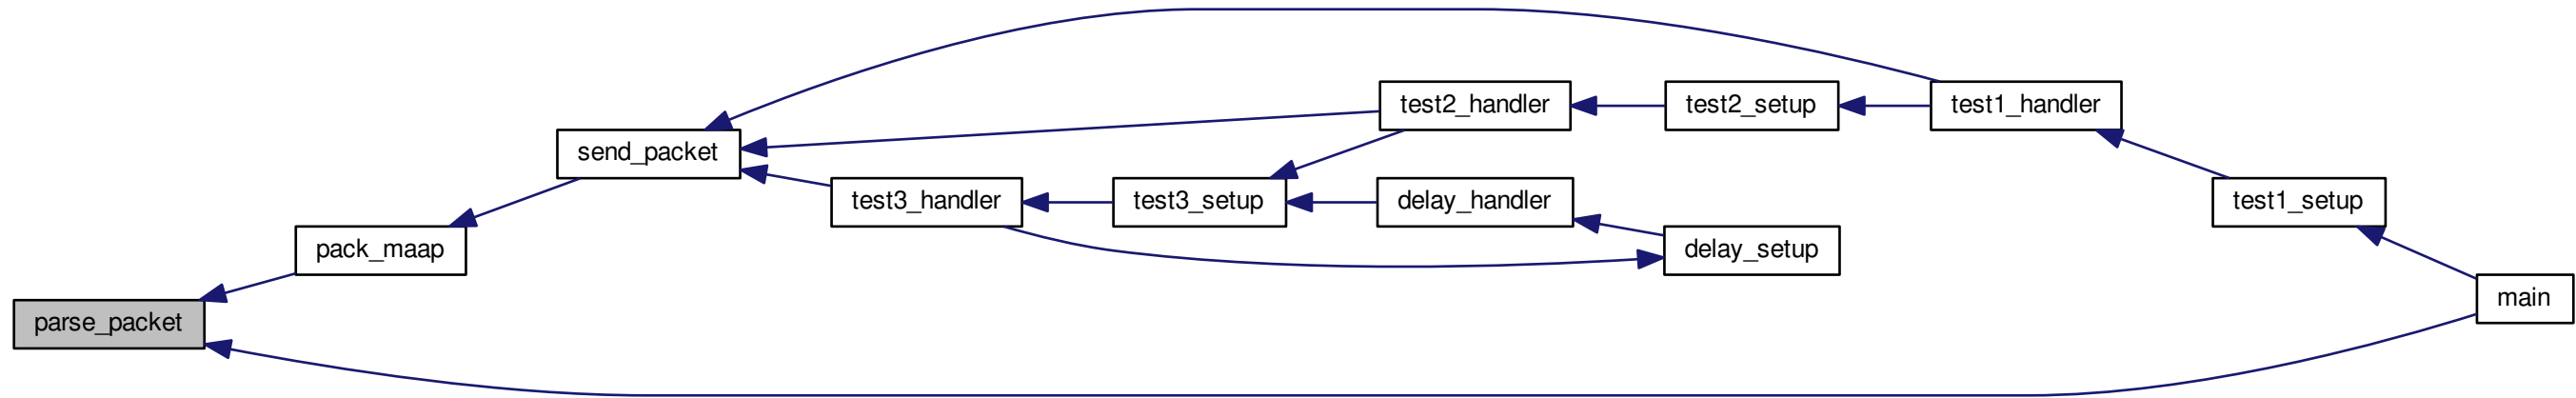 test2_handler
test2_setup
test1_handler
send_packet
test3_handler
test3_setup
delay_handler
test1_setup
pack_maap
delay_setup
main
parse_packet